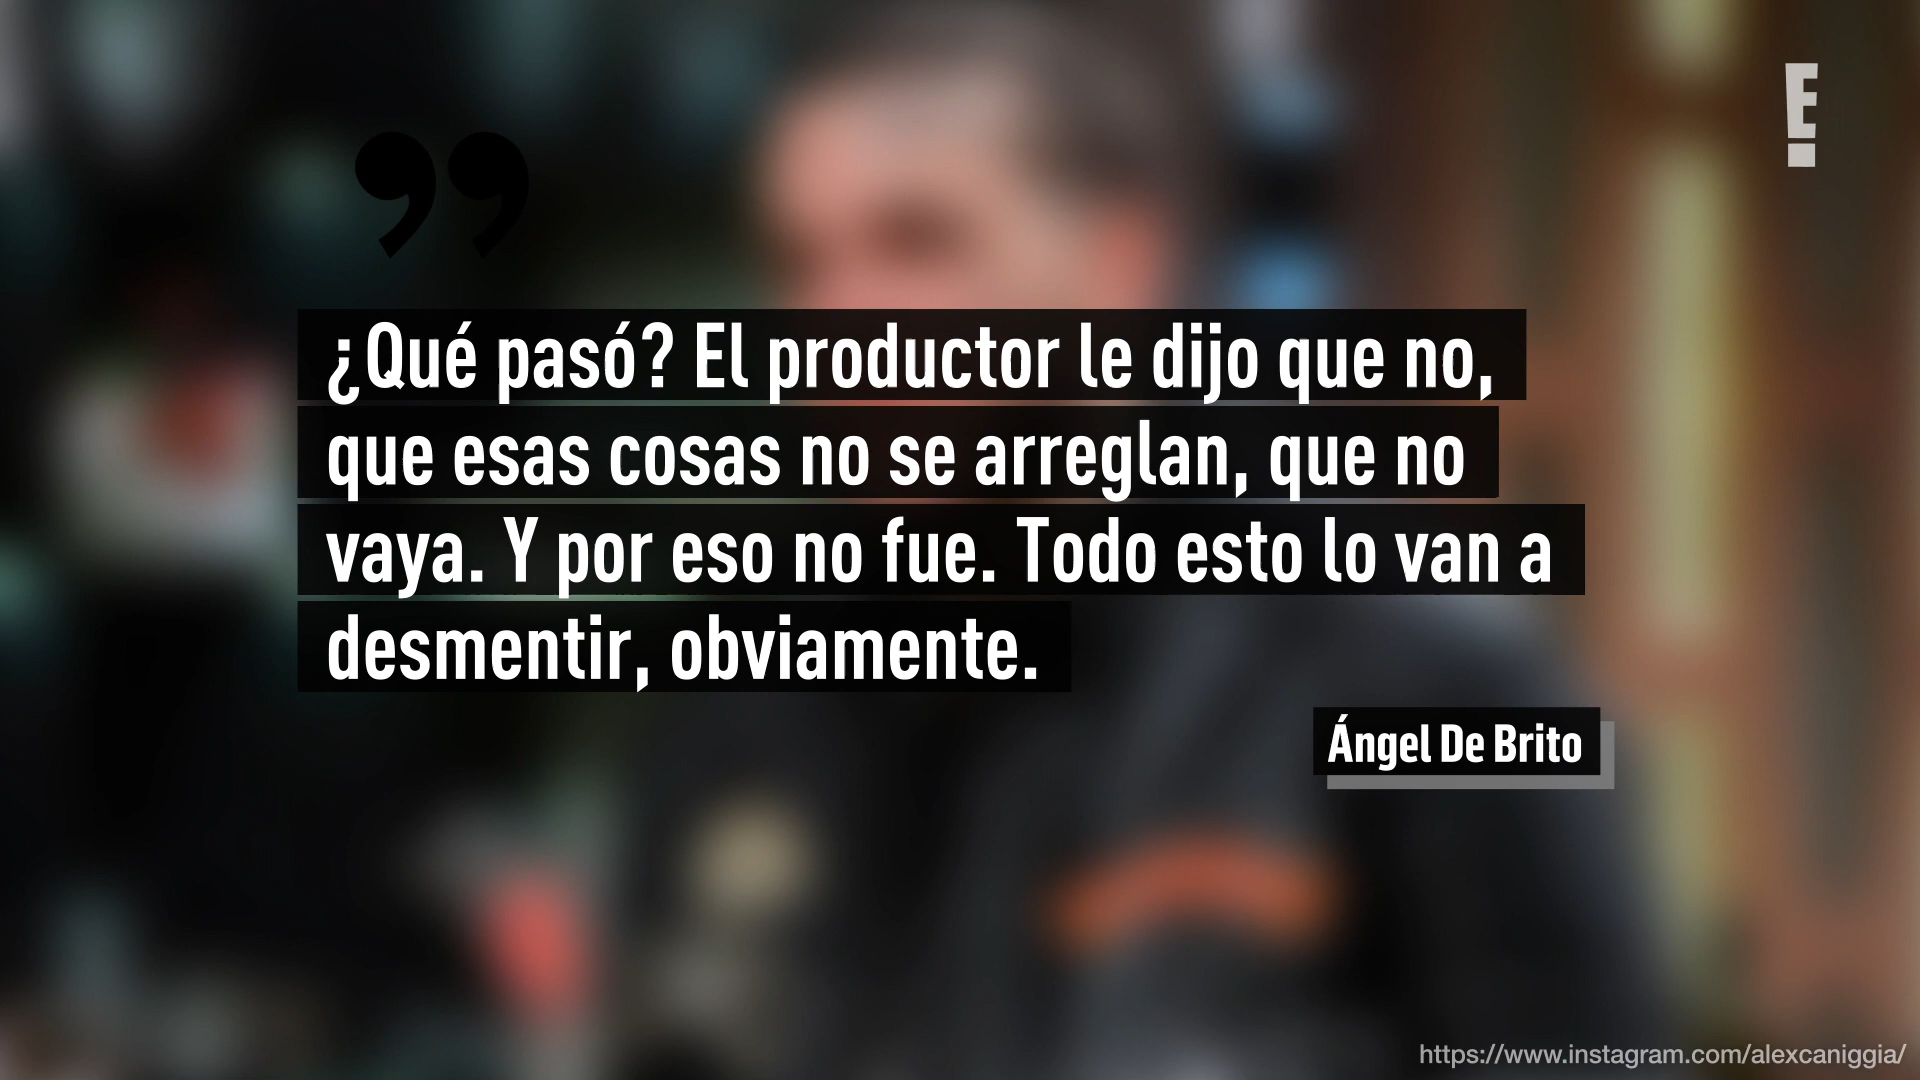 E!
”
¿Qué pasó? El productor le dijo que no,
que esas cosas no se arreglan, que no
vaya. Y por eso no fue. Todo esto lo van a
desmentir, obviamente.
Ángel De Brito
https://www.instagram.com/alexcaniggia/